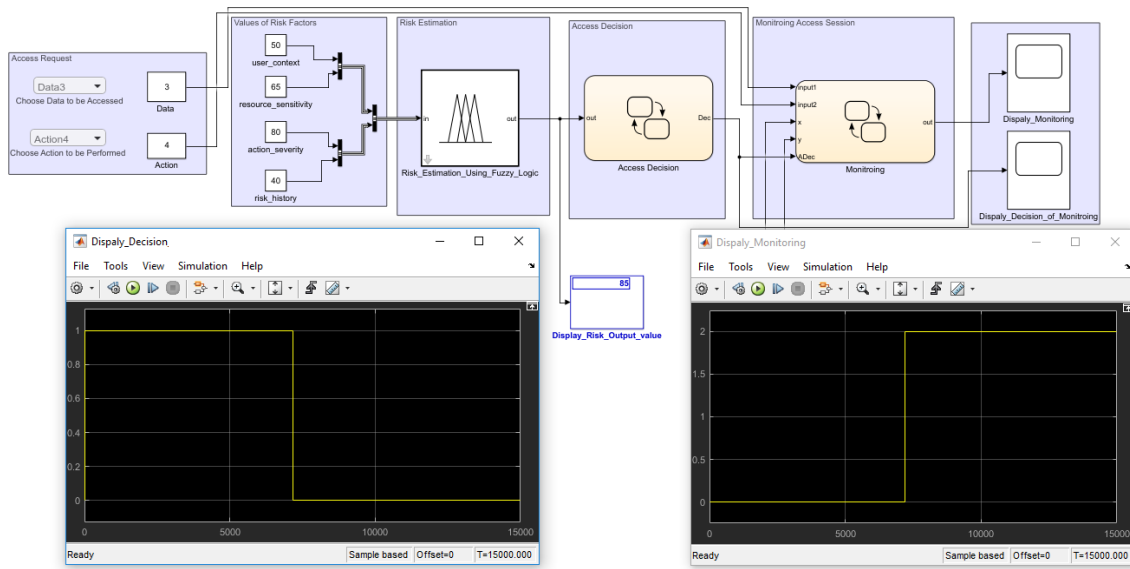 Access Request
Data3
Choose Data to be Accessed
Action4
Choose Action to be Performed
3
Data
4
Action
Values of Risk Factors
50
user_context
65
resource_sensitivity
80
action_severity
40
risk_history
Risk Estimation
in
out
Risk_Estimation_Using_Fuzzy_Logic
Access Decision
out
Dec
Access Decision
Monitroing Access Session
input1
input2
x
y
ADec
out
Monitroing
Dispaly_Monitoring
Dispaly_Decision_of_Monitroing
85
Display_Risk_Output_value
Dispaly_Decision
File Tools View Simulation Help
1
0.8
0.6
0.4
0.2
0
0 5000 10000 15000
Ready Sample based Offset=0 T=15000.000
Dispaly_Monitoring
File Tools View Simulation Help
2
1.5
1
0.5
0
0 5000 10000 15000
Ready Sample based Offset=0 T=15000.000